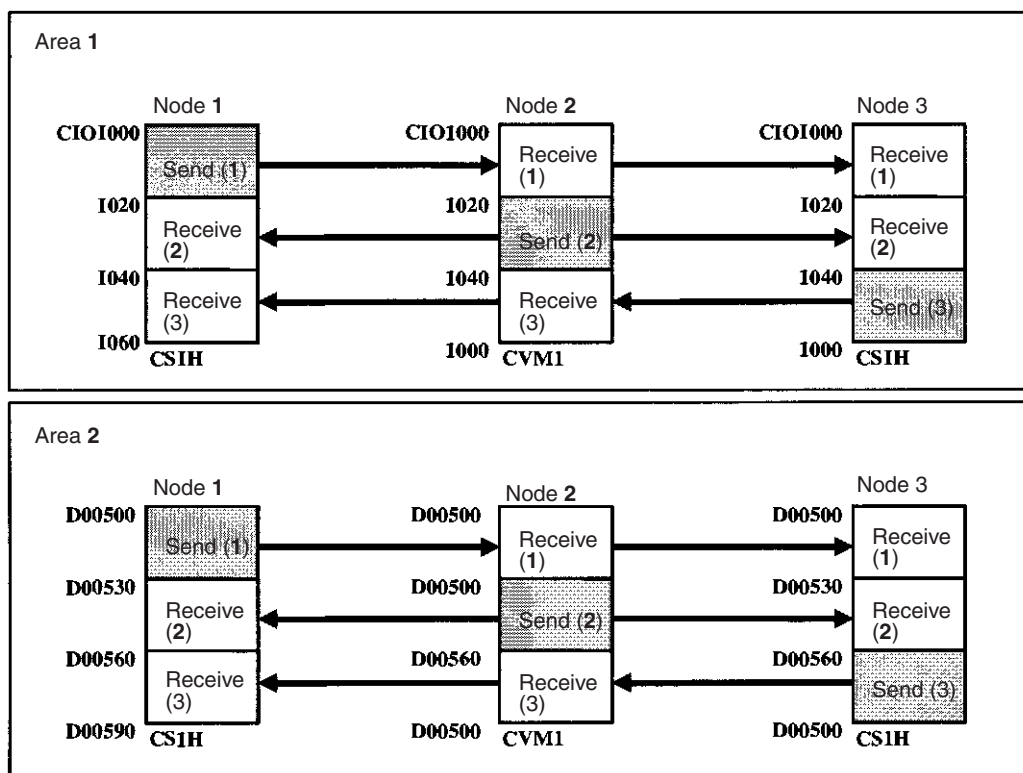 Area 1
Node 1
Node 2
Node 3
CIOI000
CIO1000
CIOI000
Send (1)
Receive
(1)
Receive
(1)
I020
1020
I020
Receive
(2)
Send (2)
Receive
(2)
I040
1040
I040
Receive
(3)
Receive
(3)
Send (3)
I060
I000
1000
CSIH
CVM1
CSIH
Area 2
Node 1
Node 2
Node 3
D00500
D00500
D00500
Send (1)
Receive
(1)
Receive
(1)
D00530
D00500
D00530
Receive
(2)
Send (2)
Receive
(2)
D00560
D00560
D00560
Receive
(3)
Receive
(3)
Send (3)
D00590
D00500
D00500
CS1H
CVM1
CS1H